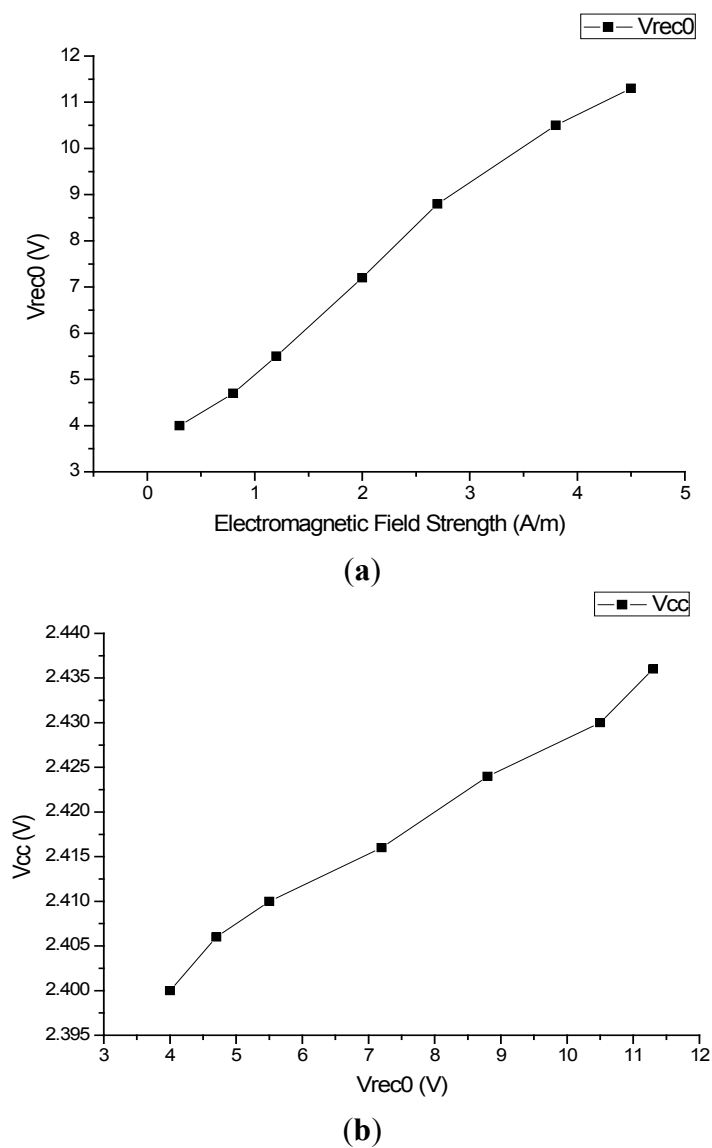 Vrec0
12
11
10
9
8
7
6
5
4
3
Vrec0 (V)
0 1 2 3 4 5
Electromagnetic Field Strength (A/m)
(a)
Vcc
2.440
2.435
2.430
2.425
2.420
2.415
2.410
2.405
2.400
2.395
Vcc (V)
3 4 5 6 7 8 9 10 11 12
Vrec0 (V)
(b)